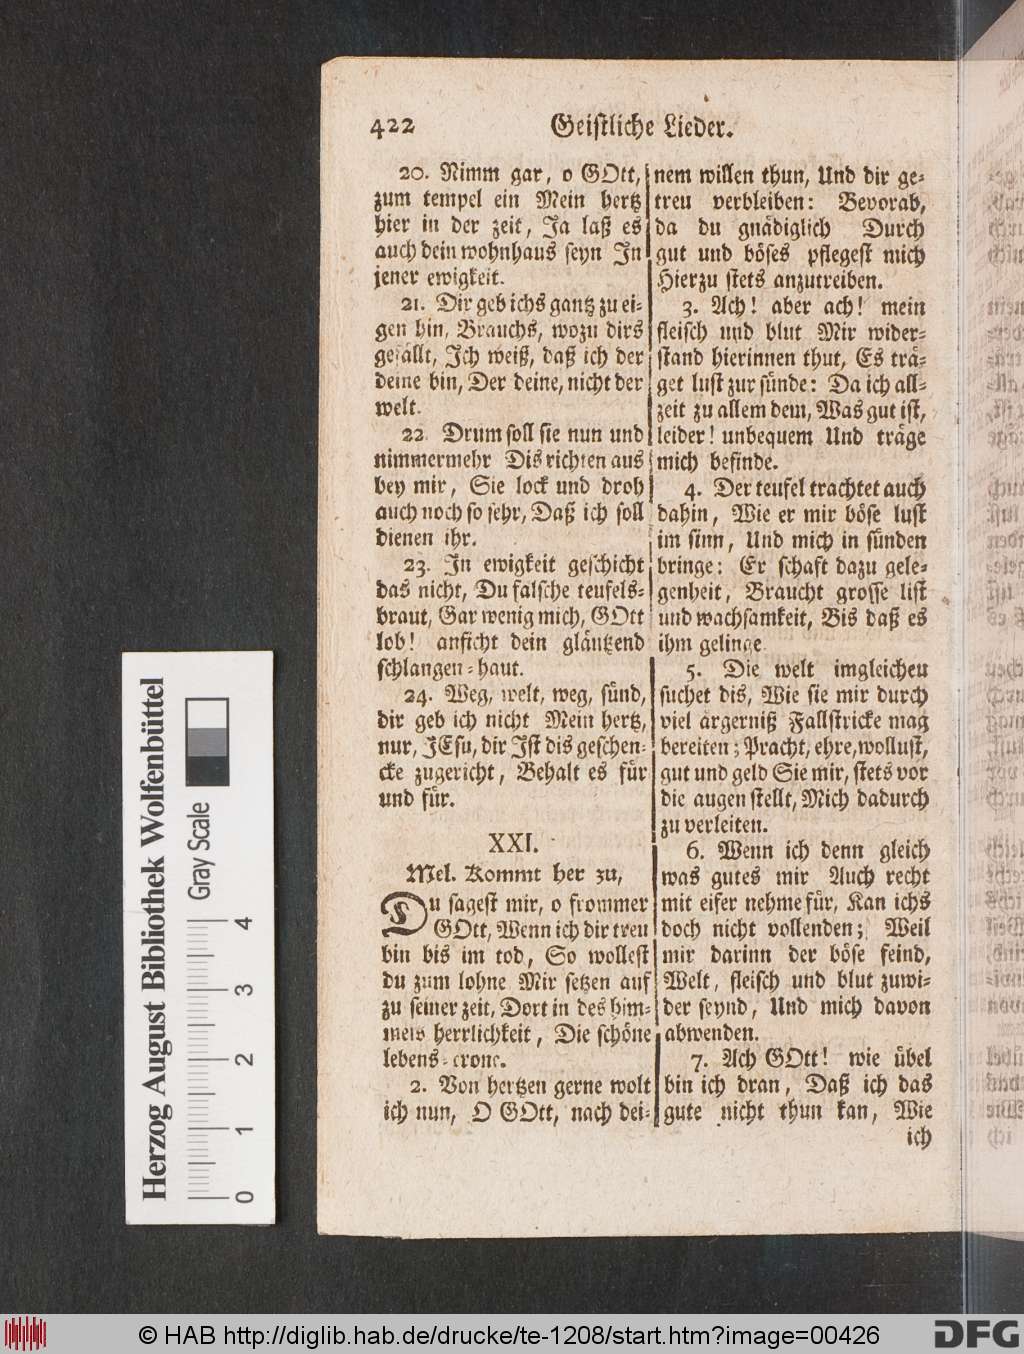 422 Geistliche Lieder.
20. Nimm gar, o GOtt,
zum tempel ein Mein hertz
hier in der zeit, Ja laß es
auch dein wohnhaus seyn In
jener ewigkeit.
21. Dir geb ichs gantz zu ei-
gen hin, Brauchs, wozu dirs
gefällt, Ich weiß, daß ich der
deine bin, Der deine, nicht der
welt.
22. Drum soll sie nun und
nimmermehr Dis richten aus
bey mir, Sie lock und droh
auch noch so sehr, Daß ich soll
dienen ihr.
23. In ewigkeit geschicht
das nicht, Du falsche teufels-
braut, Gar wenig mich, GOtt
lob! anficht dein gläntzend
schlangen-haut.
24. Weg, welt, weg, sünd,
dir geb ich nicht Mein hertz,
nur, JEsu, dir Ist dis geschen-
cke zugericht, Behalt es für
und für.
XXI.
Mel. Kommt her zu,
Du sagest mir, o frommer
GOtt, Wenn ich dir treu
bin bis im tod, So wollest
du zum lohne Mir setzen auf
zu seiner zeit, Dort in des him-
mels herrlichkeit, Die schöne
lebens-crone.
2. Von hertzen gerne wolt
ich nun, O GOtt, nach dei-
nem willen thun, Und dir ge-
treu verbleiben: Bevorab,
da du gnädiglich Durch
gut und böses pflegest mich
Hierzu stets anzutreiben.
3. Ach! aber ach! mein
fleisch und blut Mir wider-
stand hierinnen thut, Es trä-
get lust zur sünde: Da ich all-
zeit zu allem dem, Was gut ist,
leider! unbequem Und träge
mich befinde.
4. Der teufel trachtet auch
dahin, Wie er mir böse lust
im sinn, Und mich in sünden
bringe: Er schaft dazu gele-
genheit, Braucht grosse list
und wachsamkeit, Bis daß es
ihm gelinge.
5. Die welt imgleichen
suchet dis, Wie sie mir durch
viel ärgerniß Fallstricke mag
bereiten; Pracht, ehre, wollust,
gut und geld Sie mir, stets vor
die augen stellt, Mich dadurch
zu verleiten.
6. Wenn ich denn gleich
was gutes mir Auch recht
mit eifer nehme für, Kan ichs
doch nicht vollenden; Weil
mir darinn der böse feind,
Welt, fleisch und blut zuwi-
der seynd, Und mich davon
abwenden.
7. Ach GOtt! wie übel
bin ich dran, Daß ich das
gute nicht thun kan, Wie
ich
Herzog August Bibliothek Wolfenbüttel
Gray Scale
0 1 2 3 4
© HAB http://diglib.hab.de/drucke/te-1208/start.htm?image=00426
DFG